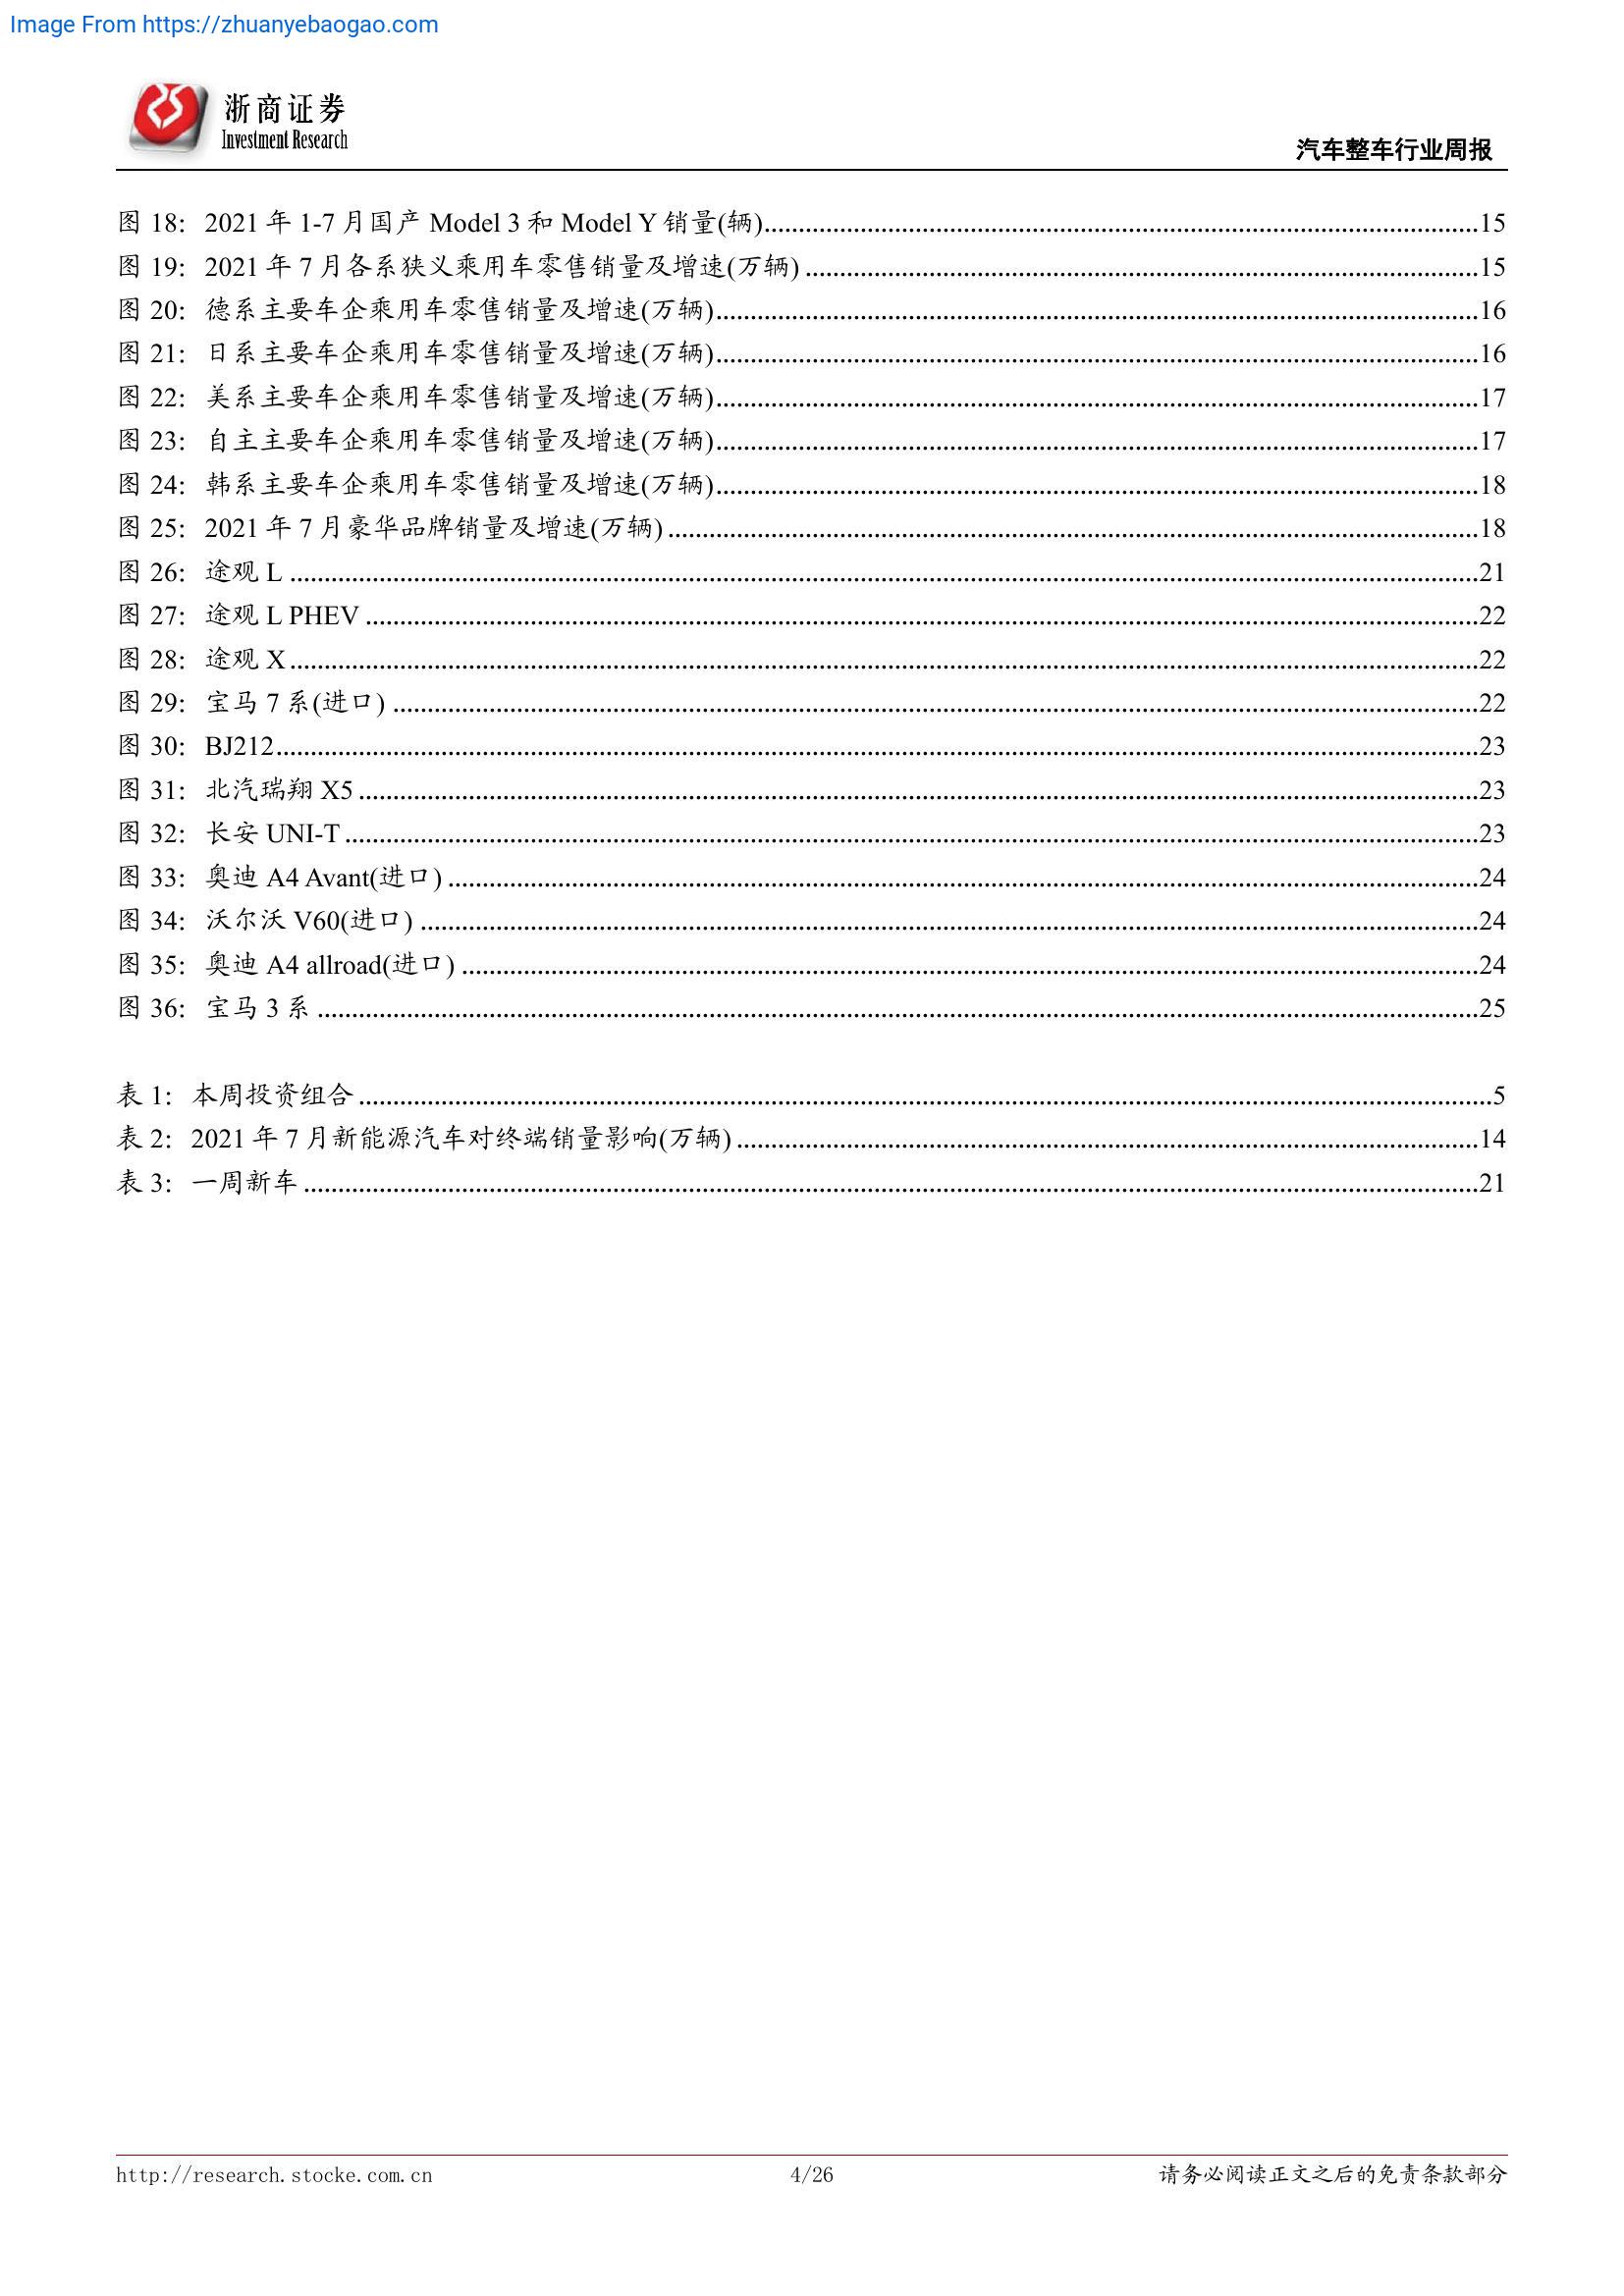 Image From https://zhuanyebaogao.com
浙商证券
Investment Research
汽车整车行业周报
图 18: 2021 年 1-7 月国产 Model 3 和 Model Y 销量(辆)........15
图 19: 2021 年 7 月各系狭义乘用车零售销量及增速(万辆)........15
图 20: 德系主要车企乘用车零售销量及增速(万辆)........16
图 21: 日系主要车企乘用车零售销量及增速(万辆)........16
图 22: 美系主要车企乘用车零售销量及增速(万辆)........17
图 23: 自主主要车企乘用车零售销量及增速(万辆)........17
图 24: 韩系主要车企乘用车零售销量及增速(万辆)........18
图 25: 2021 年 7 月豪华品牌销量及增速(万辆)........18
图 26: 途观 L........21
图 27: 途观 L PHEV........22
图 28: 途观 X........22
图 29: 宝马 7 系(进口)........22
图 30: BJ212........23
图 31: 北汽瑞翔 X5........23
图 32: 长安 UNI-T........23
图 33: 奥迪 A4 Avant(进口)........24
图 34: 沃尔沃 V60(进口)........24
图 35: 奥迪 A4 allroad(进口)........24
图 36: 宝马 3 系........25
表 1: 本周投资组合........5
表 2: 2021 年 7 月新能源汽车对终端销量影响(万辆)........14
表 3: 一周新车........21
http://research.stocke.com.cn
4/26
请务必阅读正文之后的免责条款部分